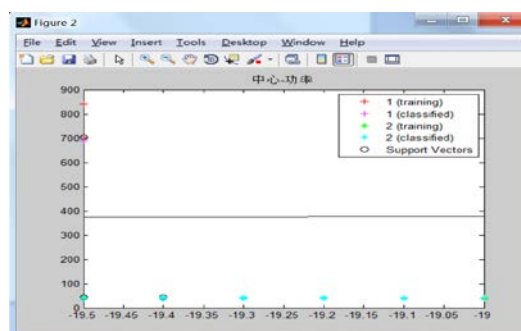 Figure 2
File Edit View Insert Tools Desktop Window Help
中心-功率
900
800
700
600
500
400
300
200
100
0
-19.5 -19.45 -19.4 -19.35 -19.3 -19.25 -19.2 -19.15 -19.1 -19.05 -19
1 (training)
1 (classified)
2 (training)
2 (classified)
Support Vectors